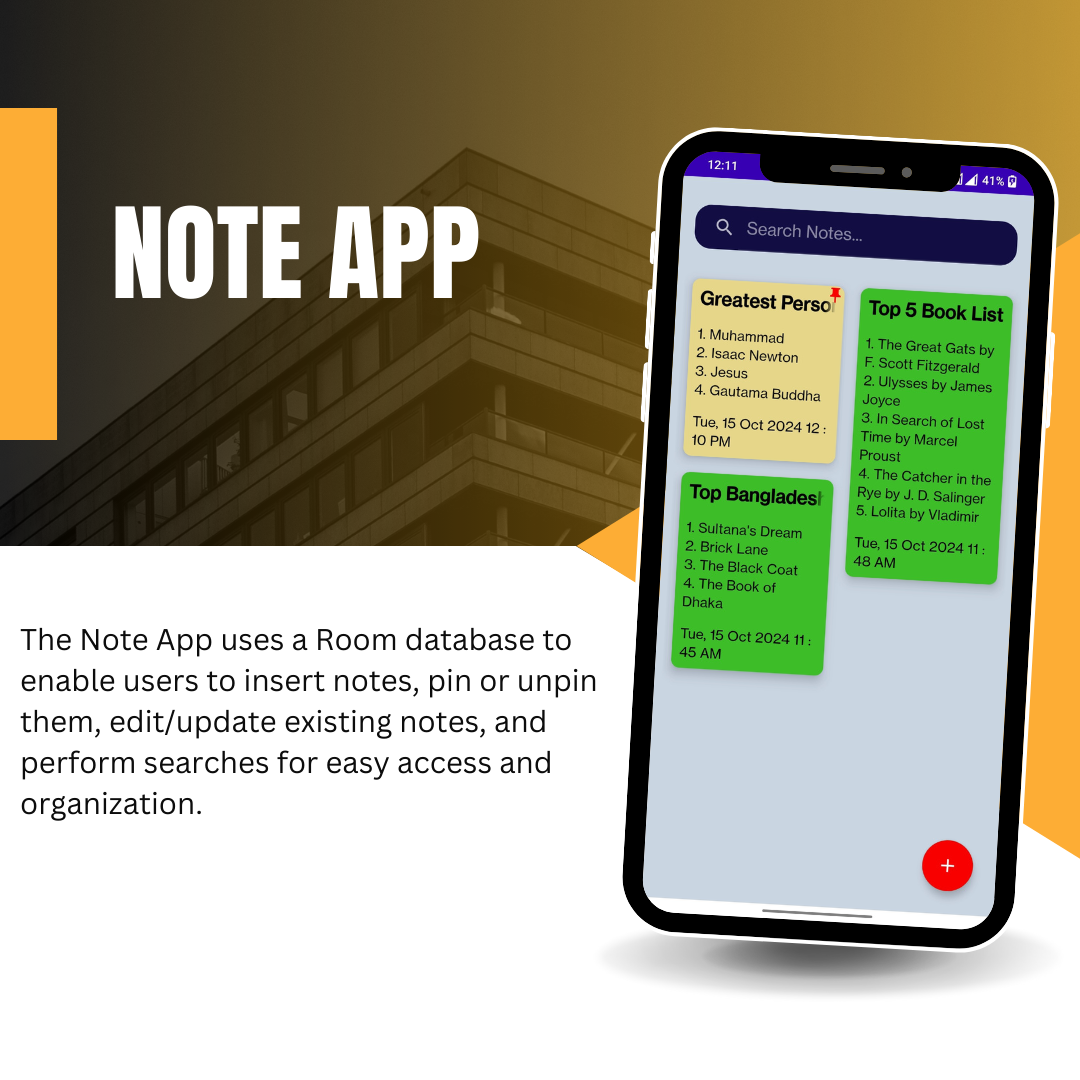 NOTE APP
The Note App uses a Room database to
enable users to insert notes, pin or unpin
them, edit/update existing notes, and
perform searches for easy access and
organization.
12:11
41%
Search Notes...
Greatest Perso
1. Muhammad
2. Isaac Newton
3. Jesus
4. Gautama Buddha
Tue, 15 Oct 2024 12 :
10 PM
Top Banglades
1. Sultana's Dream
2. Brick Lane
3. The Black Coat
4. The Book of
Dhaka
Tue, 15 Oct 2024 11 :
45 AM
Top 5 Book List
1. The Great Gats by
F. Scott Fitzgerald
2. Ulysses by James
Joyce
3. In Search of Lost
Time by Marcel
Proust
4. The Catcher in the
Rye by J. D. Salinger
5. Lolita by Vladimir
Tue, 15 Oct 2024 11 :
48 AM
+